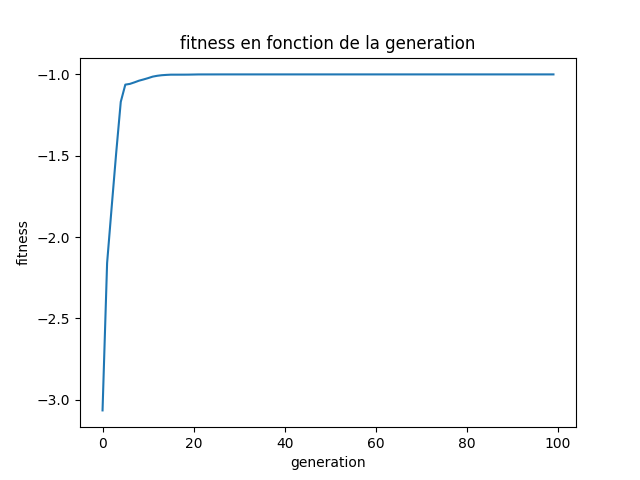 fitness en fonction de la generation
−1.0
−1.5
−2.0
−2.5
−3.0
fitness
0 20 40 60 80 100
generation